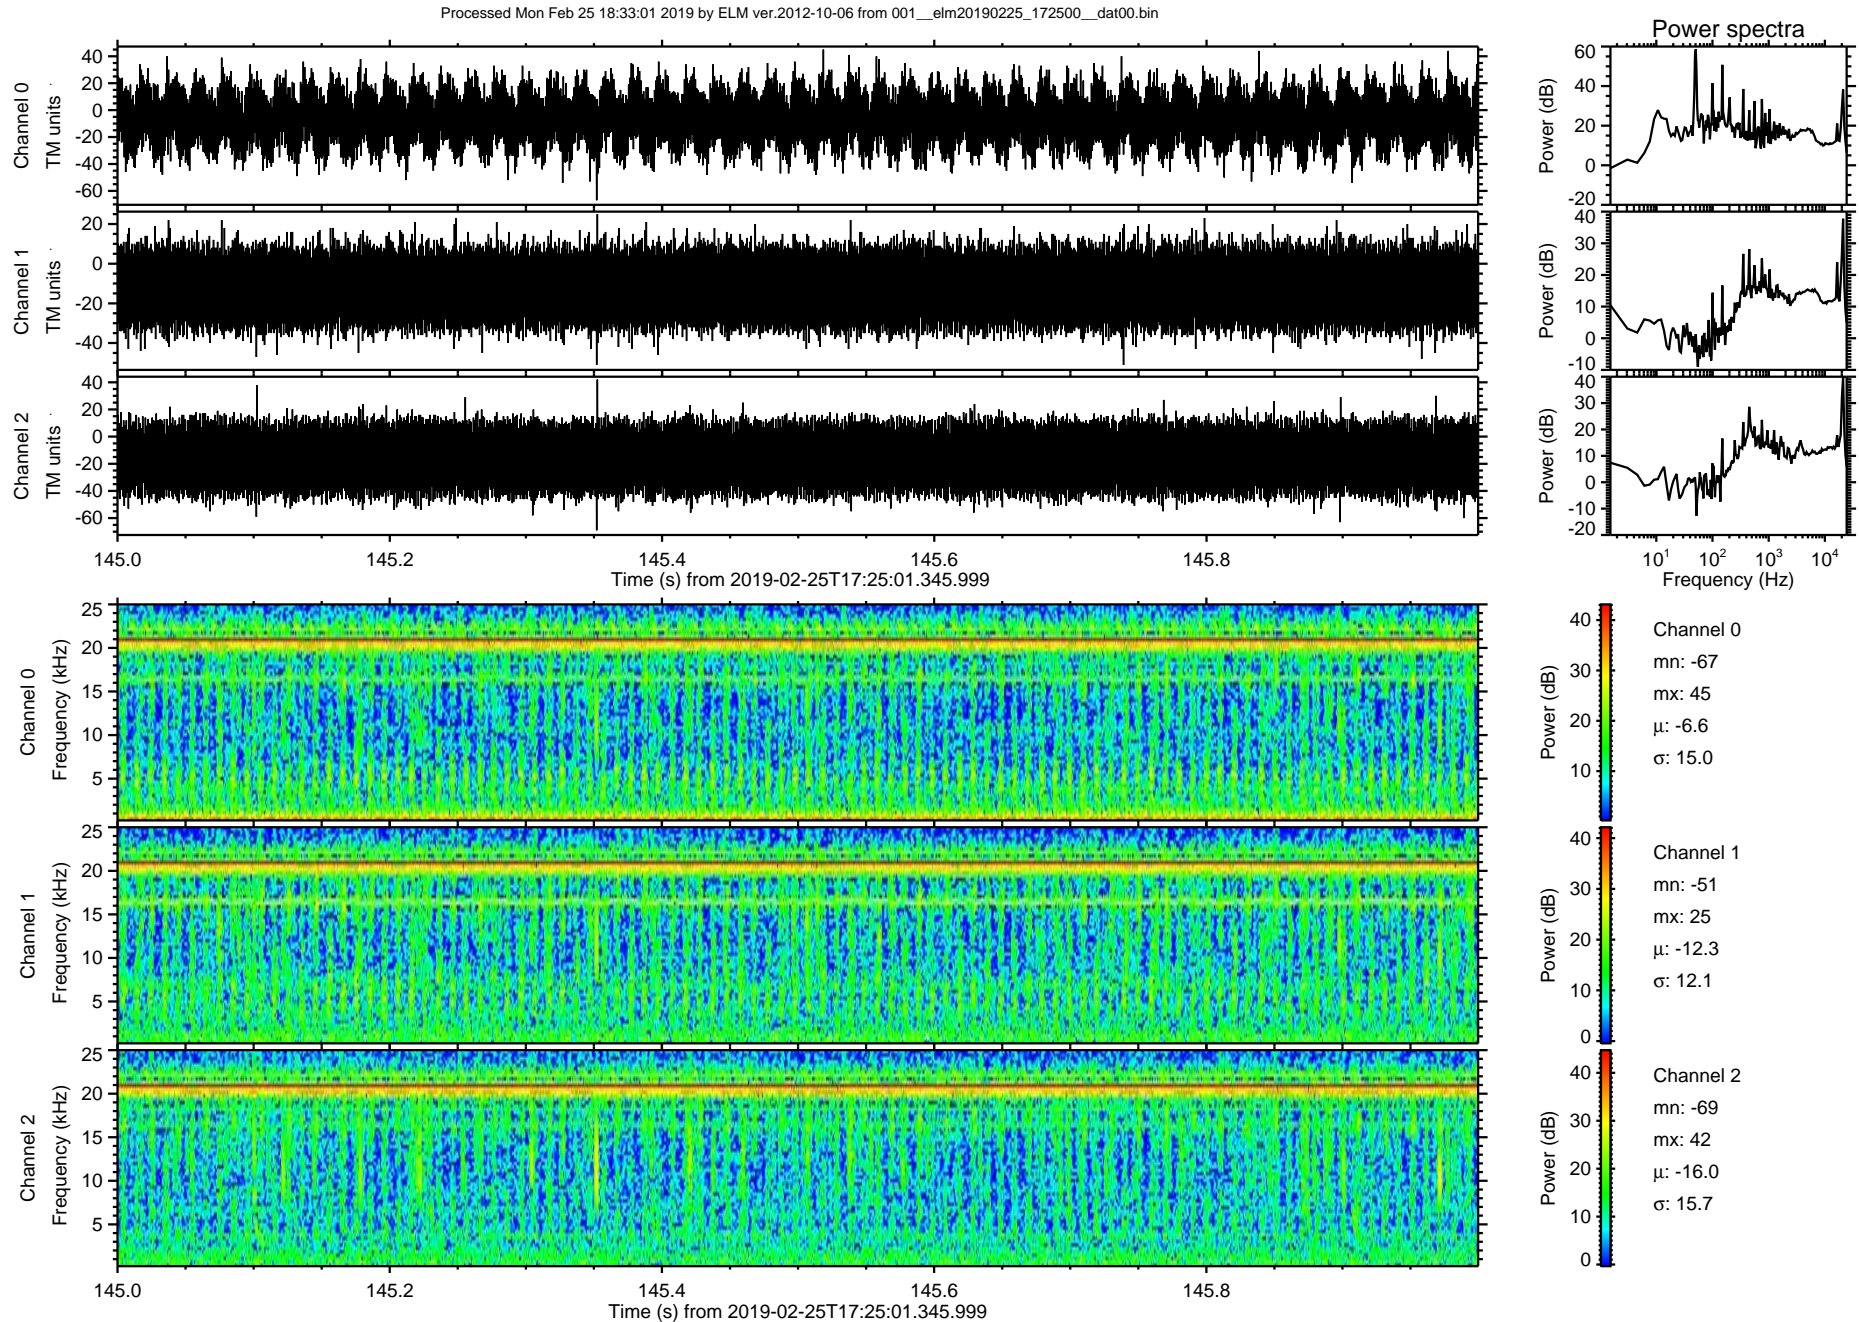 Processed Mon Feb 25 18:33:01 2019 by ELM ver.2012-10-06 from 001__elm20190225_172500__dat00.bin
Power spectra
Channel 0
TM units
40
20
0
-20
-40
-60
Power (dB)
60
40
20
0
-20
Channel 1
TM units
20
0
-20
-40
Power (dB)
40
30
20
10
0
-10
Channel 2
TM units
40
20
0
-20
-40
-60
Power (dB)
40
30
20
10
0
-10
-20
145.0 145.2 145.4 145.6 145.8
Time (s) from 2019-02-25T17:25:01.345.999
10¹ 10² 10³ 10⁴
Frequency (Hz)
Channel 0
Frequency (kHz)
25
20
15
10
5
Power (dB)
40
30
20
10
Channel 0
mn: -67
mx: 45
µ: -6.6
σ: 15.0
Channel 1
Frequency (kHz)
25
20
15
10
5
Power (dB)
40
30
20
10
0
Channel 1
mn: -51
mx: 25
µ: -12.3
σ: 12.1
Channel 2
Frequency (kHz)
25
20
15
10
5
Power (dB)
40
30
20
10
0
Channel 2
mn: -69
mx: 42
µ: -16.0
σ: 15.7
145.0 145.2 145.4 145.6 145.8
Time (s) from 2019-02-25T17:25:01.345.999